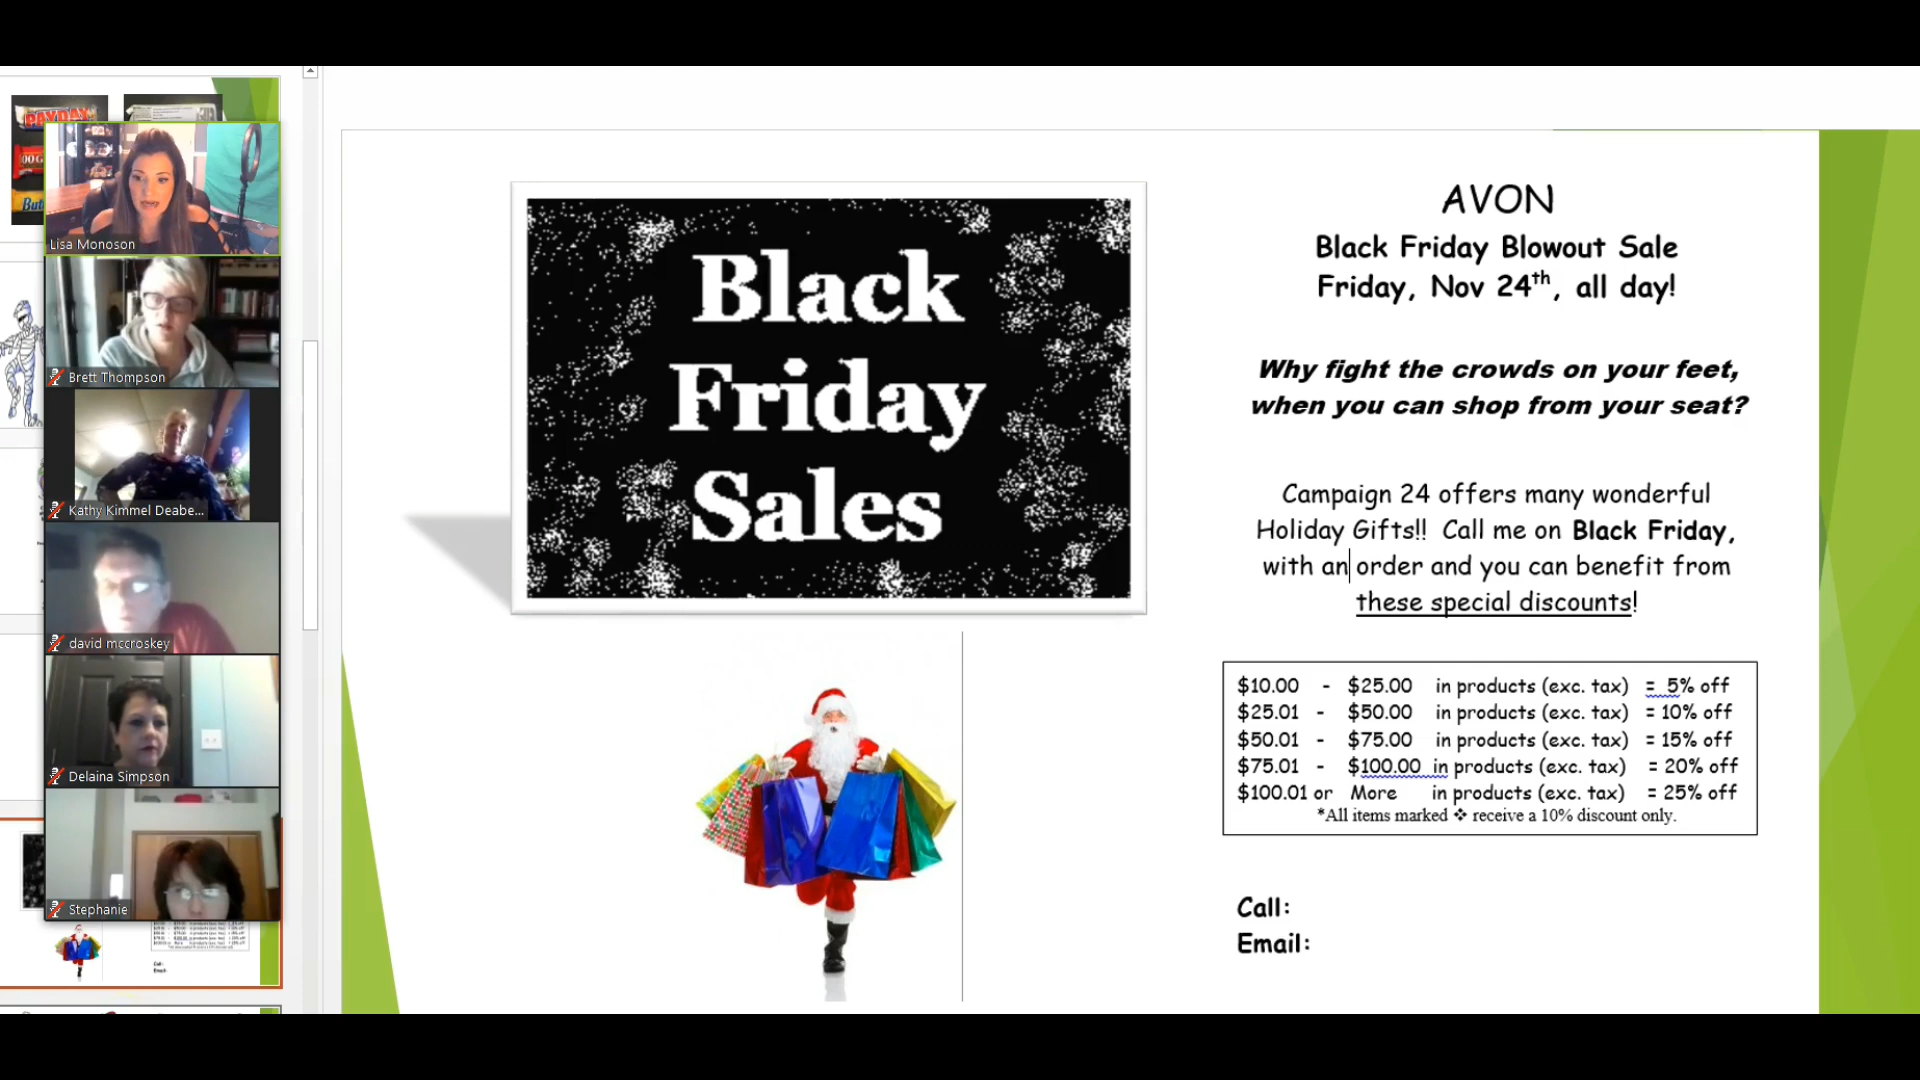 PAYDAY
100 G
But
Lisa Monoson
Brett Thompson
Kathy Kimmel Deabe...
david mccroskey
Delaina Simpson
Stephanie
Call:
Email:
Black
Friday
Sales
AVON
Black Friday Blowout Sale
Friday, Nov 24th, all day!
Why fight the crowds on your feet,
when you can shop from your seat?
Campaign 24 offers many wonderful
Holiday Gifts!! Call me on Black Friday,
with an order and you can benefit from
these special discounts!
$10.00 - $25.00 in products (exc. tax) = 5% off
$25.01 - $50.00 in products (exc. tax) = 10% off
$50.01 - $75.00 in products (exc. tax) = 15% off
$75.01 - $100.00 in products (exc. tax) = 20% off
$100.01 or More in products (exc. tax) = 25% off
*All items marked ❖ receive a 10% discount only.
Call:
Email: